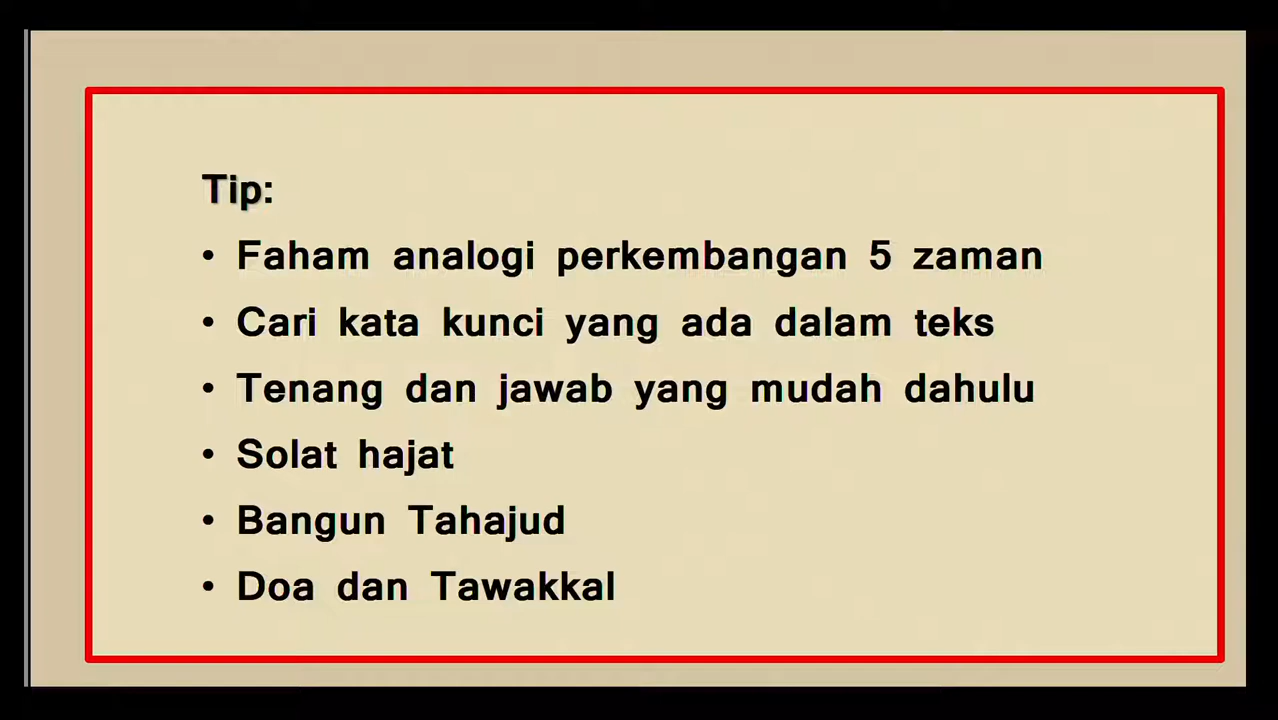 Tip:
• Faham analogi perkembangan 5 zaman
• Cari kata kunci yang ada dalam teks
• Tenang dan jawab yang mudah dahulu
• Solat hajat
• Bangun Tahajud
• Doa dan Tawakkal